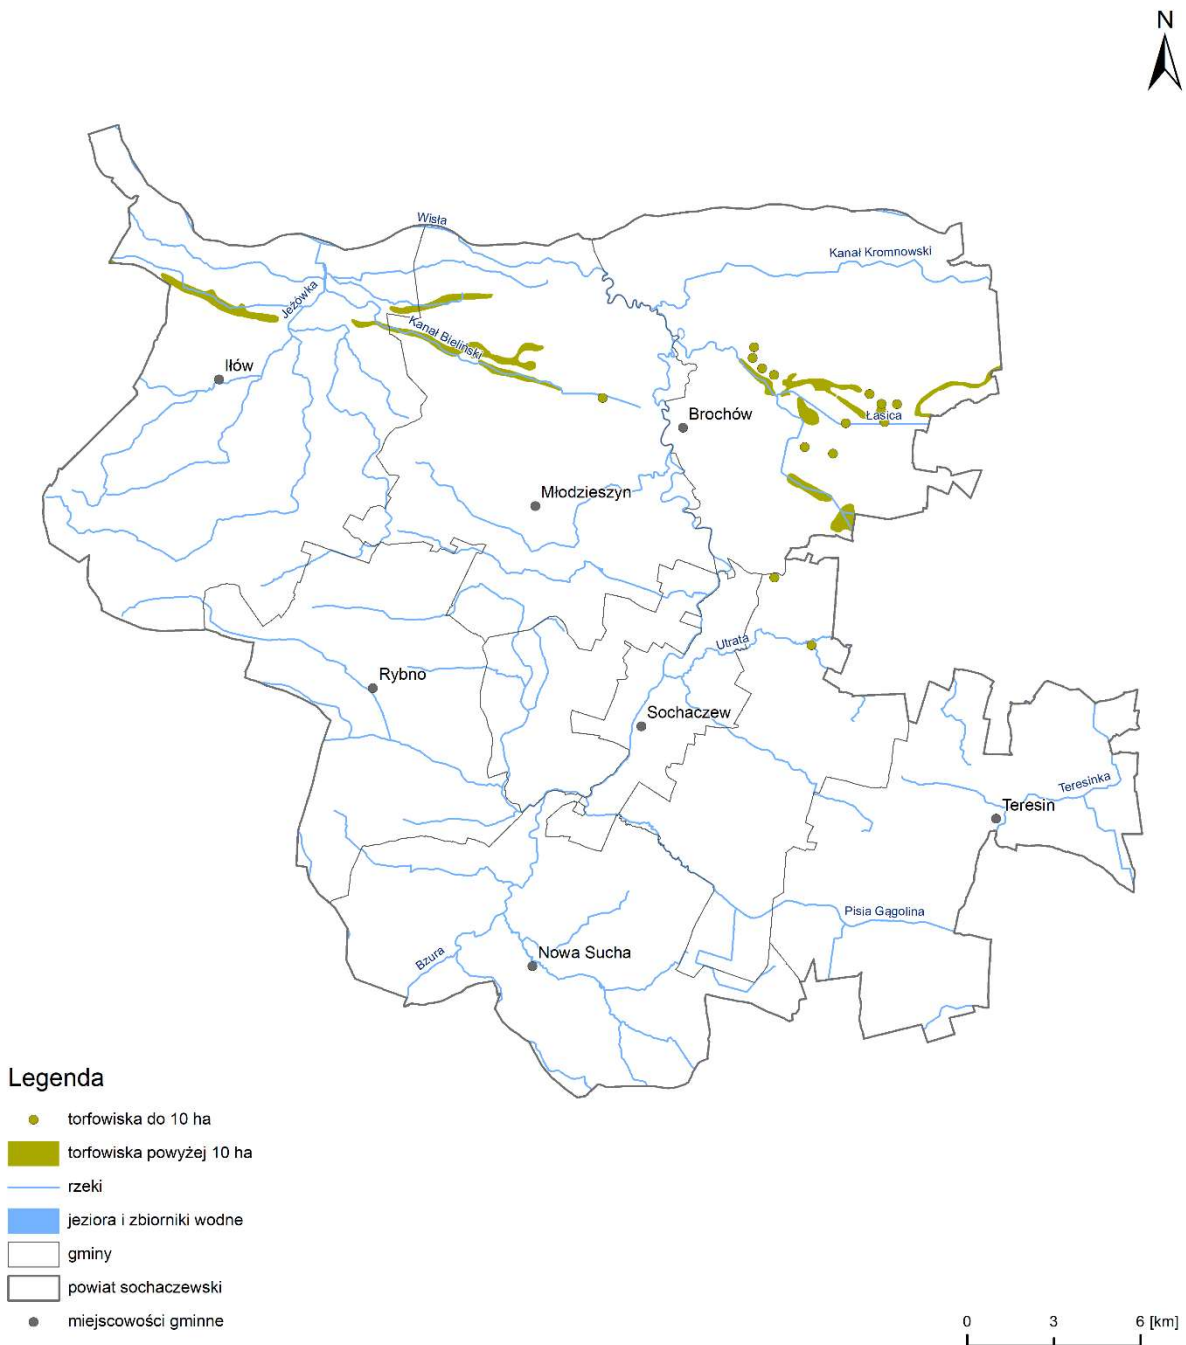 N
Wisła
Kanał Kromnowski
Jeżówka
Kanał Bieliński
Iłów
Brochów
Łasica
Młodzieszyn
Utrata
Rybno
Sochaczew
Teresinka
Teresin
Pisia Gągolina
Bzura
Nowa Sucha
Legenda
torfowiska do 10 ha
torfowiska powyżej 10 ha
rzeki
jeziora i zbiorniki wodne
gminy
powiat sochaczewski
miejscowości gminne
0 3 6 [km]